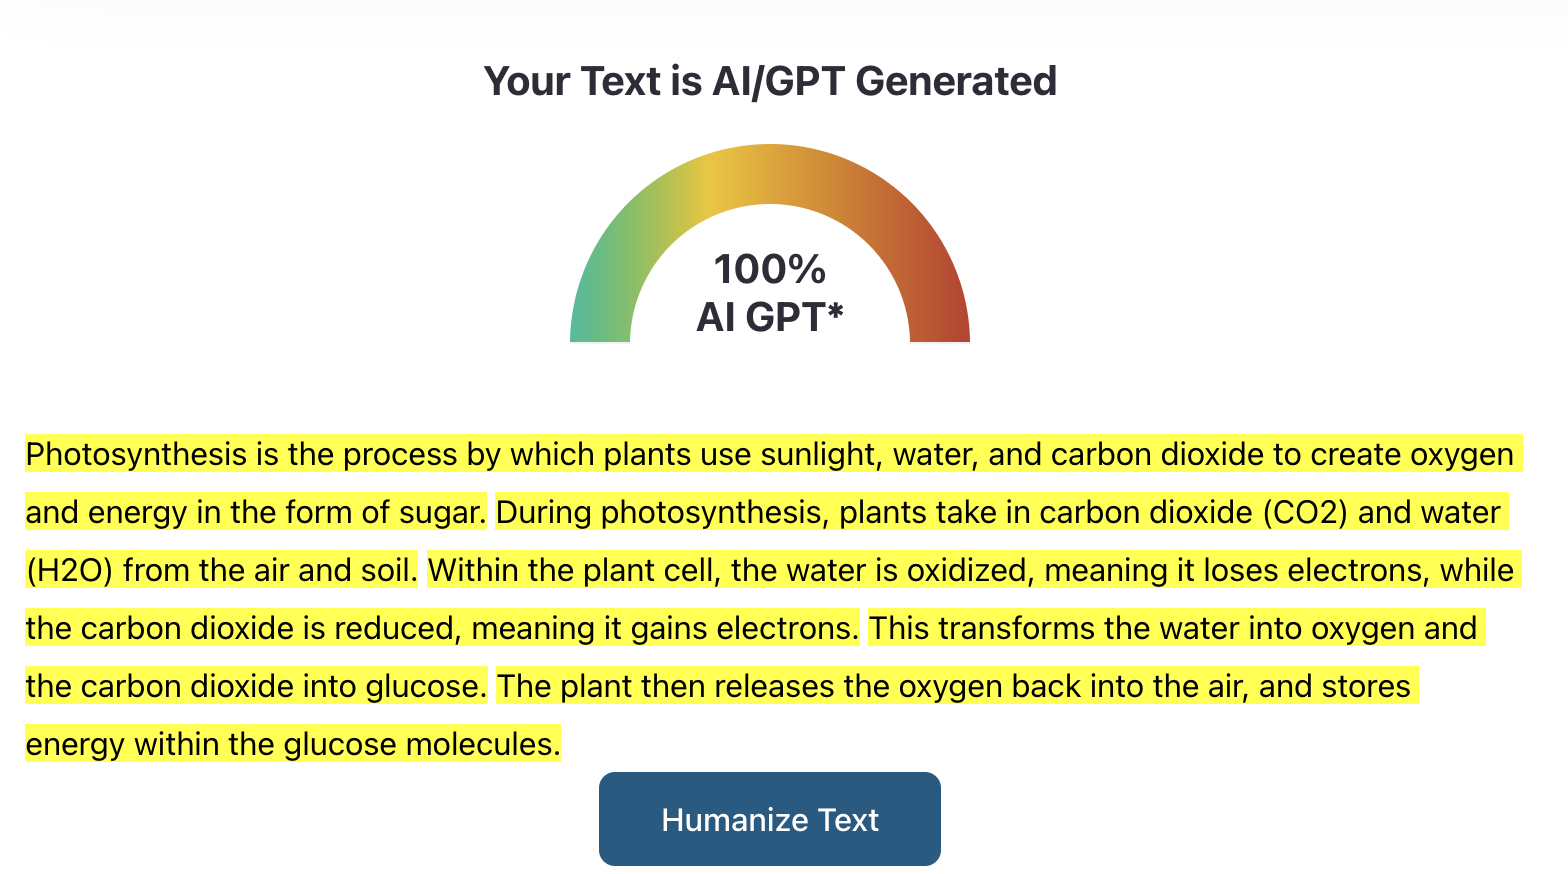 Your Text is AI/GPT Generated
100%
AI GPT*
Photosynthesis is the process by which plants use sunlight, water, and carbon dioxide to create oxygen
and energy in the form of sugar. During photosynthesis, plants take in carbon dioxide (CO2) and water
(H2O) from the air and soil. Within the plant cell, the water is oxidized, meaning it loses electrons, while
the carbon dioxide is reduced, meaning it gains electrons. This transforms the water into oxygen and
the carbon dioxide into glucose. The plant then releases the oxygen back into the air, and stores
energy within the glucose molecules.
Humanize Text